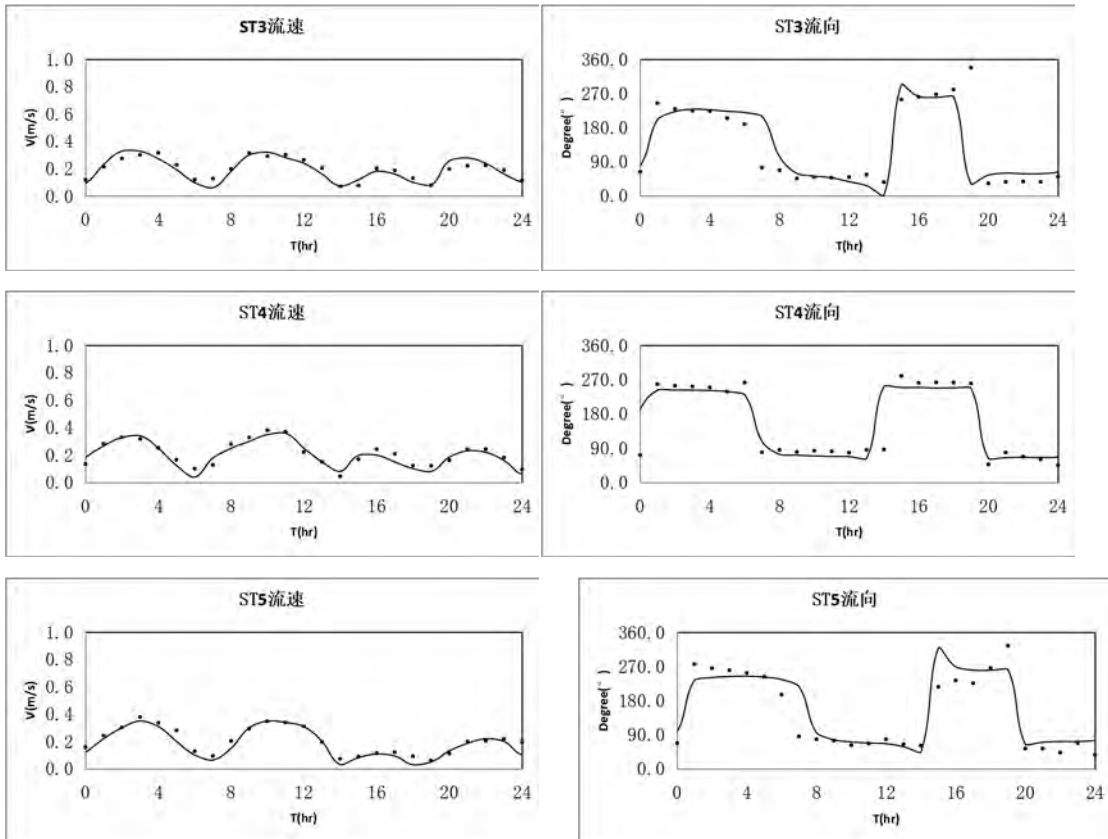 ST3流速
V(m/s)
1.0
0.8
0.6
0.4
0.2
0.0
0 4 8 12 16 20 24
T(hr)
ST3流向
Degree(°)
360.0
270.0
180.0
90.0
0.0
0 4 8 12 16 20 24
T(hr)
ST4流速
V(m/s)
1.0
0.8
0.6
0.4
0.2
0.0
0 4 8 12 16 20 24
T(hr)
ST4流向
Degree(°)
360.0
270.0
180.0
90.0
0.0
0 4 8 12 16 20 24
T(hr)
ST5流速
V(m/s)
1.0
0.8
0.6
0.4
0.2
0.0
0 4 8 12 16 20 24
T(hr)
ST5流向
Degree(°)
360.0
270.0
180.0
90.0
0.0
0 4 8 12 16 20 24
T(hr)